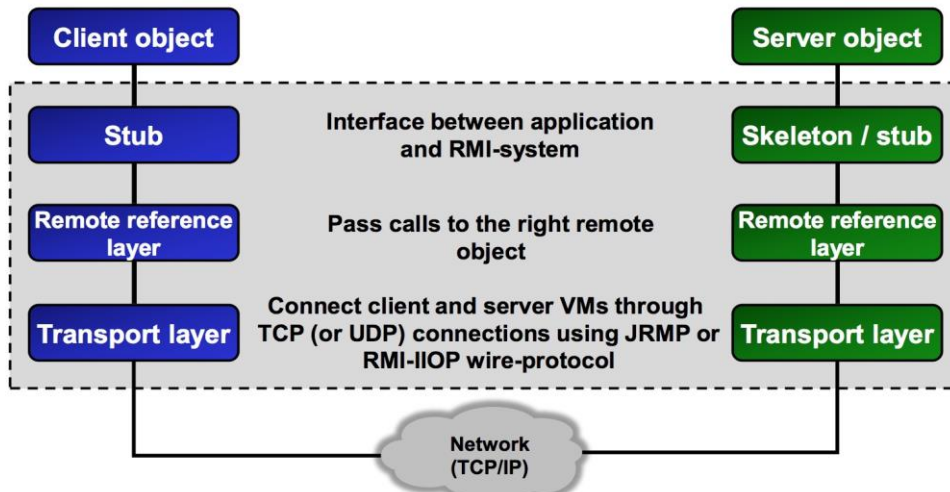 Client object
Server object
Stub
Interface between application
and RMI-system
Skeleton / stub
Remote reference
layer
Pass calls to the right remote
object
Remote reference
layer
Transport layer
Connect client and server VMs through
TCP (or UDP) connections using JRMP or
RMI-IIOP wire-protocol
Transport layer
Network
(TCP/IP)